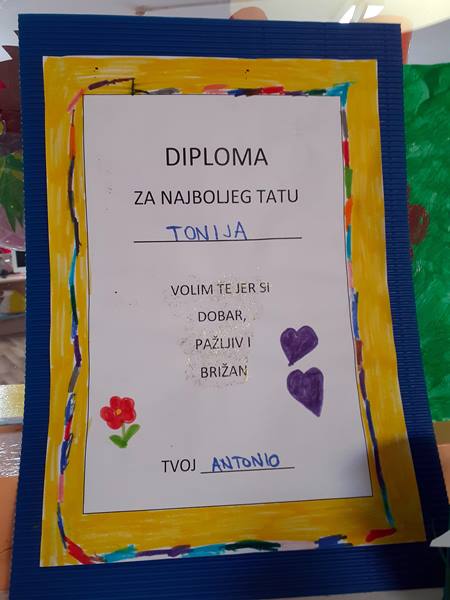 DIPLOMA
ZA NAJBOLJEG TATU
TONIJA
VOLIM TE JER SI
DOBAR,
PAŽLJIV I
BRIŽAN
TVOJ ANTONIO